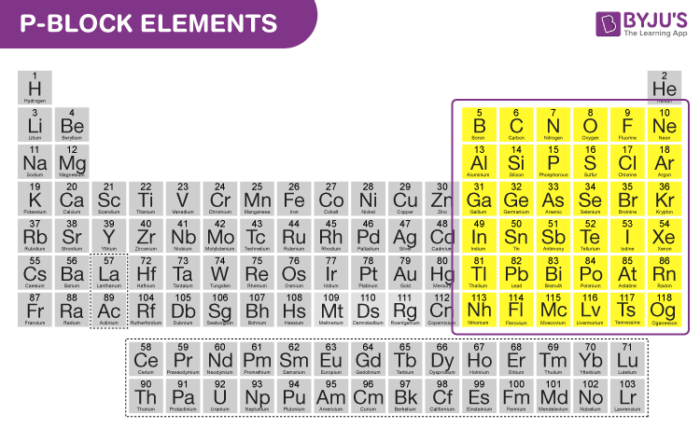 P-BLOCK ELEMENTS
BYJU'S
The Learning App
1 2
H He
Hydrogen
3 4 5 6 7 8 9 10
Li Be B C N O F Ne
Beryllium Boron Carbon Nitrogen Oxygen Fluorine Neon
11 12 13 14 15 16 17 18
Na Mg Al Si P S Cl Ar
Sodium Magnesium Aluminium Silicon Phosphorous Sulfur Chlorine Argon
19 20 21 22 23 24 25 26 27 28 29 30 31 32 33 34 35 36
K Ca Sc Ti V Cr Mn Fe Co Ni Cu Zn Ga Ge As Se Br Kr
Potassium Calcium Scandium Titanium Chromium Manganese Iron Cobalt Nickel Copper Zinc Gallium Germanium Arsenic Selenium Bromine Krypton
37 38 39 40 41 42 43 44 45 46 47 48 49 50 51 52 53 54
Rb Sr Y Zr Nb Mo Tc Ru Rh Pd Ag Cd In Sn Sb Te I Xe
Rubidium Zirconium Niobium Molybdenum Ruthenium Rhodium Palladium Silver Cadmium Indium Tin Antimony Tellurium Iodine Xenon
55 56 57 72 73 74 75 76 77 78 79 80 81 82 83 84 85 86
Cs Ba La Hf Ta W Re Os Ir Pt Au Hg Tl Pb Bi Po At Rn
Barium Hafnium Tungsten Rhenium Osmium Iridium Platinum Gold Mercury Thallium Lead Bismuth Polonium Astatine Radon
87 88 89 104 105 106 107 108 109 110 111 112 113 114 115 116 117 118
Fr Ra Ac Rf Db Sg Bh Hs Mt Ds Rg Cn Nh Fl Mc Lv Ts Og
Francium Radium Actinium Rutherfordium Dubnium Seaborgium Bohrium Hassium Meitnerium Darmstadtium Nihonium Flerovium Moscovium Livermorium Tennessine Oganesson
58 59 60 61 62 63 64 65 66 67 68 69 70 71
Ce Pr Nd Pm Sm Eu Gd Tb Dy Ho Er Tm Yb Lu
Cerium Praseodymium Neodymium Promethium Samarium Europium Gadolinium Terbium Dysprosium Holmium Erbium Thulium Ytterbium
90 91 92 93 94 95 96 97 98 99 100 101 102 103
Th Pa U Np Pu Am Cm Bk Cf Es Fm Md No Lr
Protactinium Uranium Neptunium Plutonium Americium Curium Berkelium Californium Einsteinium Fermium Mendelevium Nobelium Lawrencium